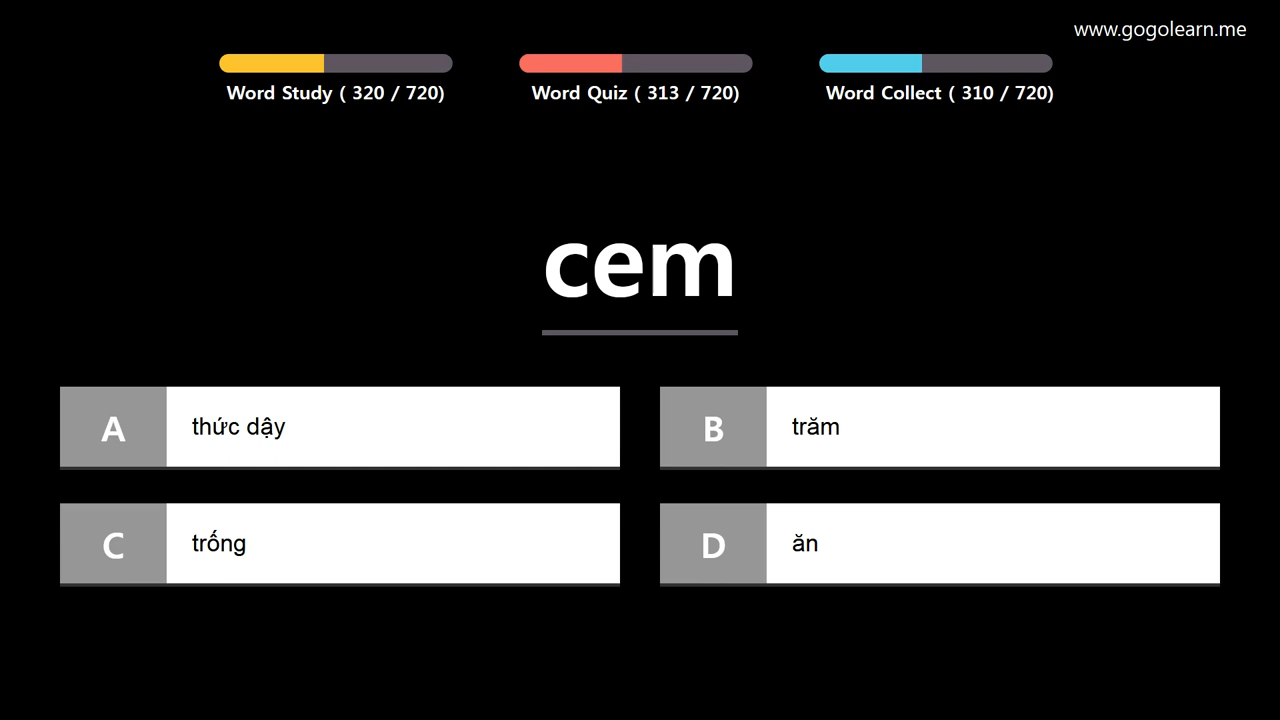 www.gogolearn.me
Word Study ( 320 / 720)
Word Quiz ( 313 / 720)
Word Collect ( 310 / 720)
cem
A
thức dậy
B
trăm
C
trống
D
ăn